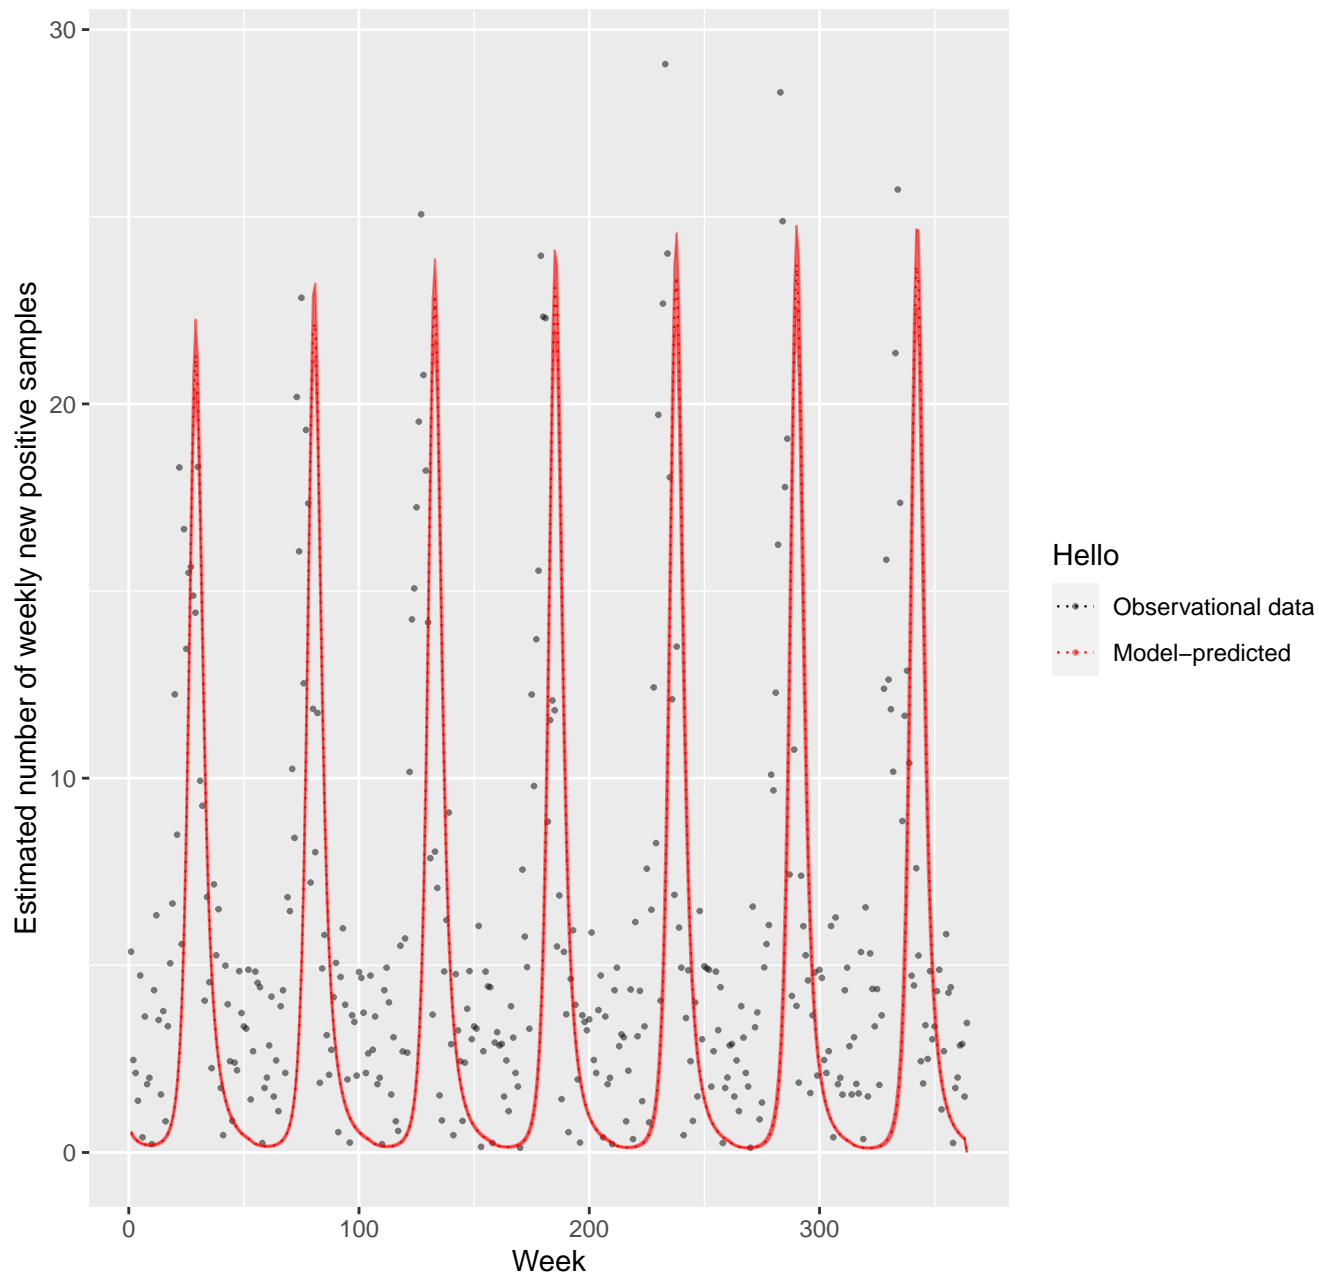 30
20
10
0
Estimated number of weekly new positive samples
0
100
200
300
Week
Hello
Observational data
Model−predicted